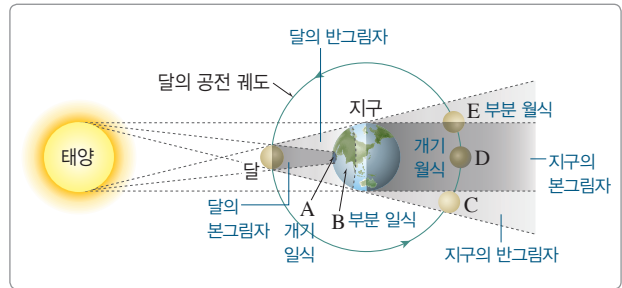 달의 반그림자
달의 공전 궤도
지구
E 부분 월식
태양
달
개기
월식
D
지구의
본그림자
달의
본그림자
A
개기
일식
B 부분 일식
C
지구의 반그림자